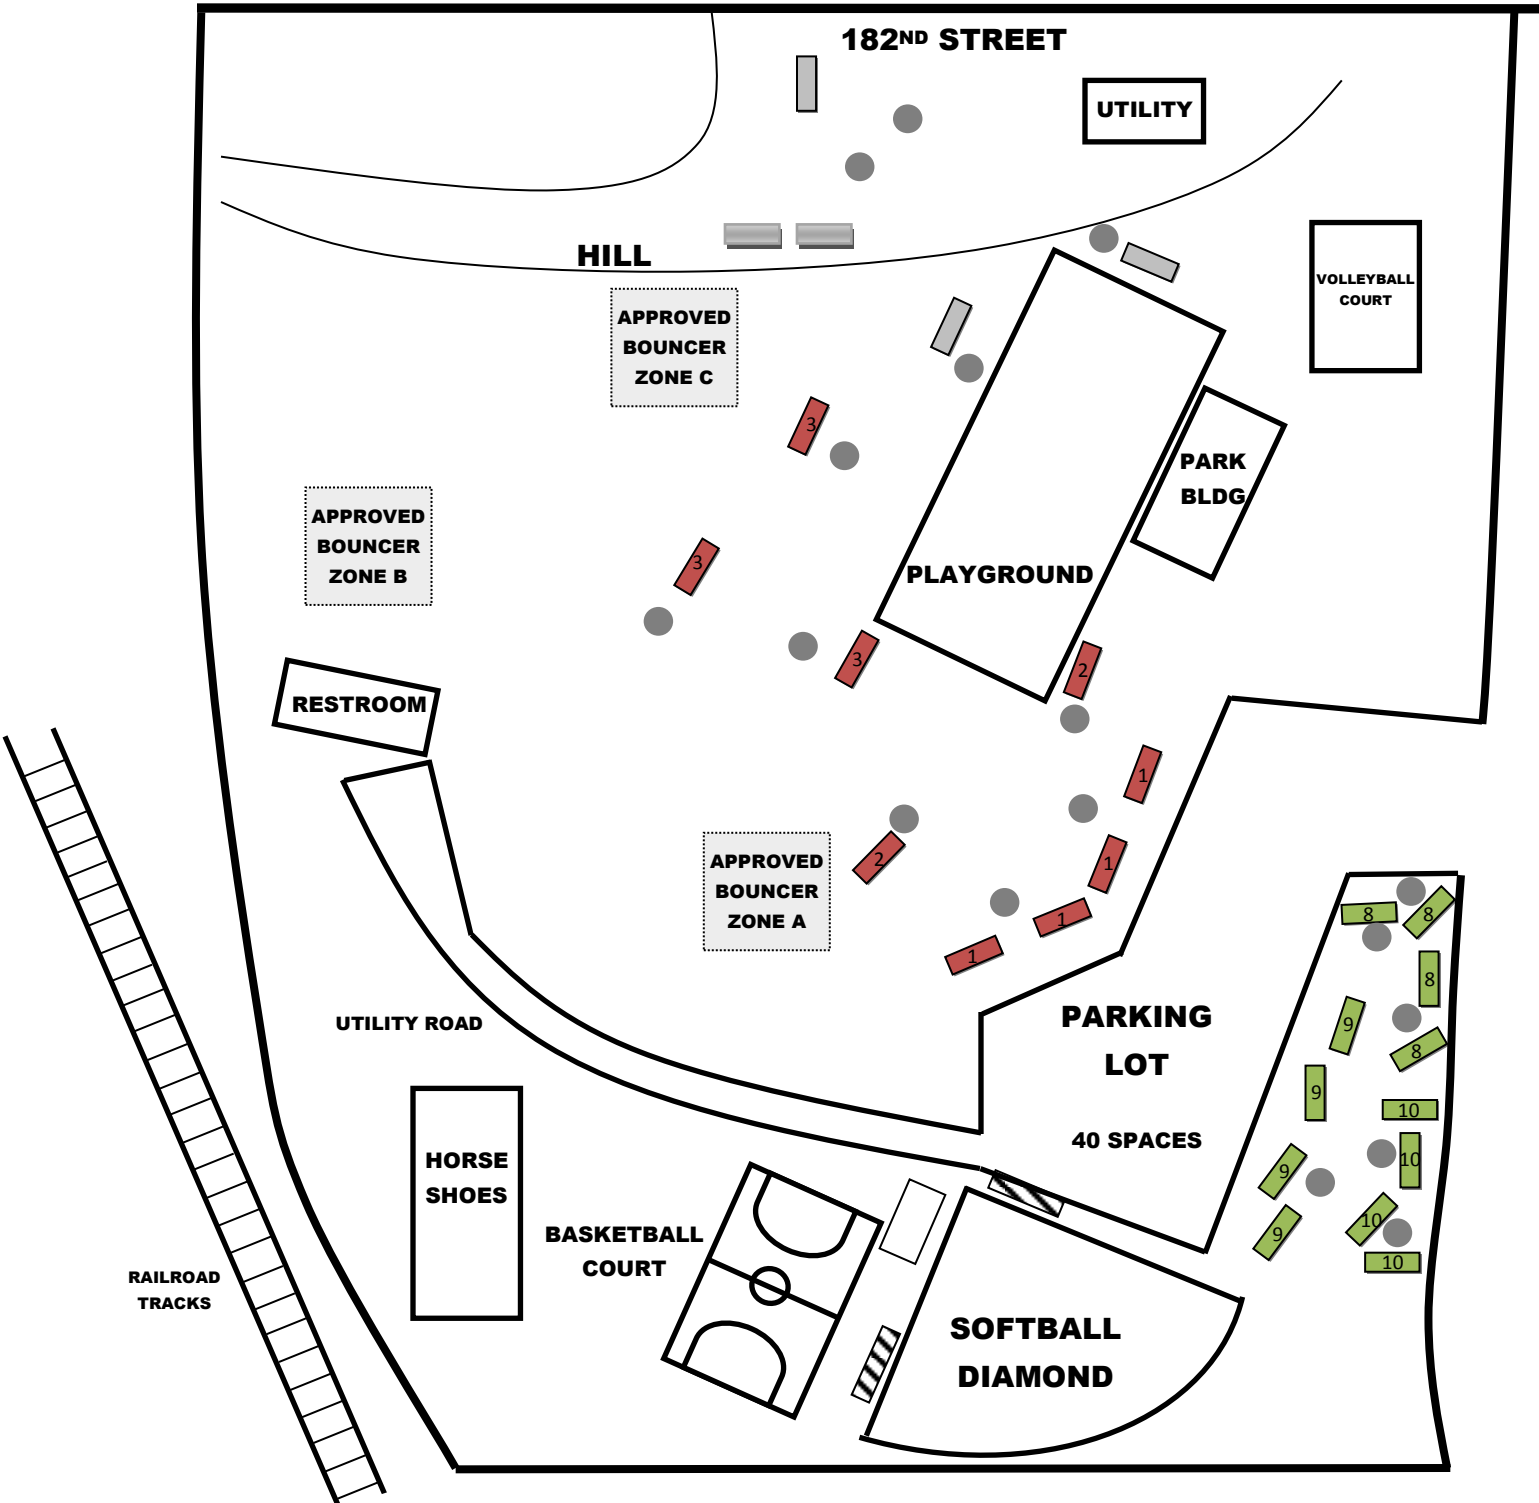 182ND STREET
UTILITY
HILL
VOLLEYBALL
COURT
APPROVED
BOUNCER
ZONE C
3
PARK
BLDG
APPROVED
BOUNCER
ZONE B
3
PLAYGROUND
3
2
RESTROOM
1
2
1
APPROVED
BOUNCER
ZONE A
1
1
8
8
8
9
8
UTILITY ROAD
PARKING
LOT
40 SPACES
9
10
10
9
10
9
10
HORSE
SHOES
BASKETBALL
COURT
RAILROAD
TRACKS
SOFTBALL
DIAMOND